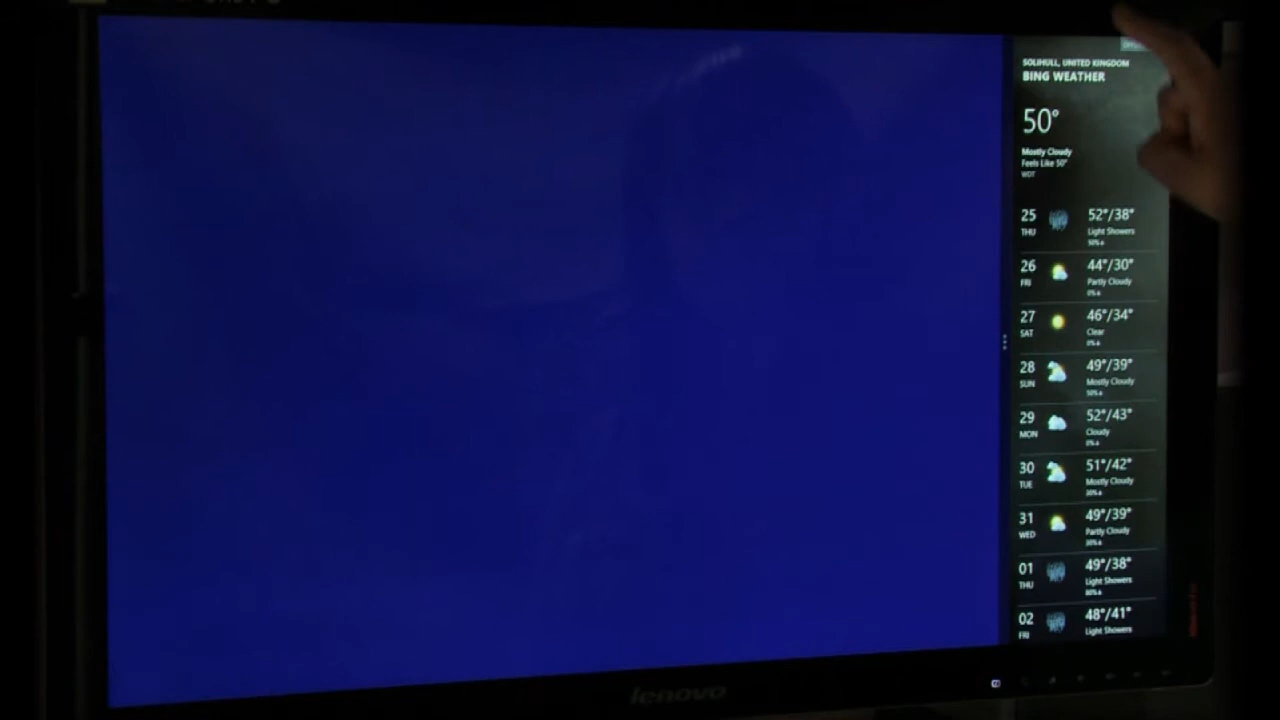 SOLIHULL, UNITED KINGDOM
BING WEATHER
50°
Mostly Cloudy
Feels Like 50°
WDT
25 52°/38°
THU Light Showers
26 44°/30°
FRI Partly Cloudy
27 46°/34°
SAT Clear
28 49°/39°
SUN Mostly Cloudy
29 52°/43°
MON Cloudy
30 51°/42°
TUE Mostly Cloudy
31 49°/39°
WED Partly Cloudy
01 49°/38°
THU Light Showers
02 48°/41°
FRI Light Showers
lenovo